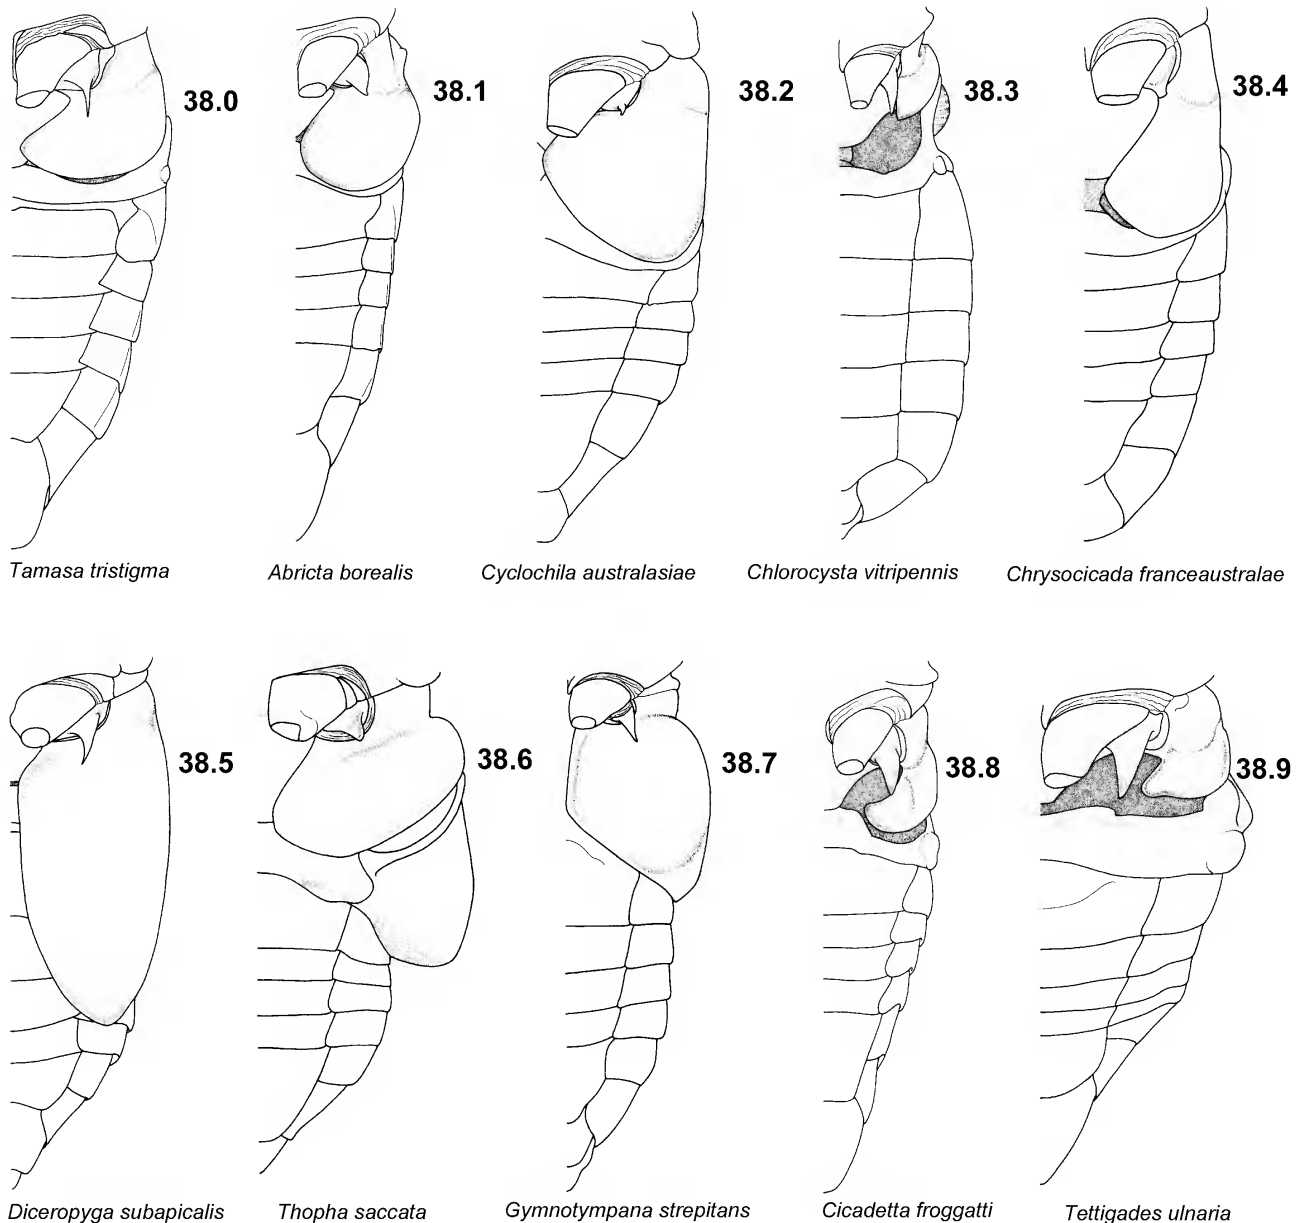 38.0 38.1 38.2 38.3 38.4
Tamasa tristigma Abricta borealis Cyclochila australasiae Chlorocysta vitripennis Chrysocicada franceaustralae
38.5 38.6 38.7 38.8 38.9
Diceropyga subapicalis Thopha saccata Gymnotympana strepitans Cicadetta froggatti Tettigades ulnaria